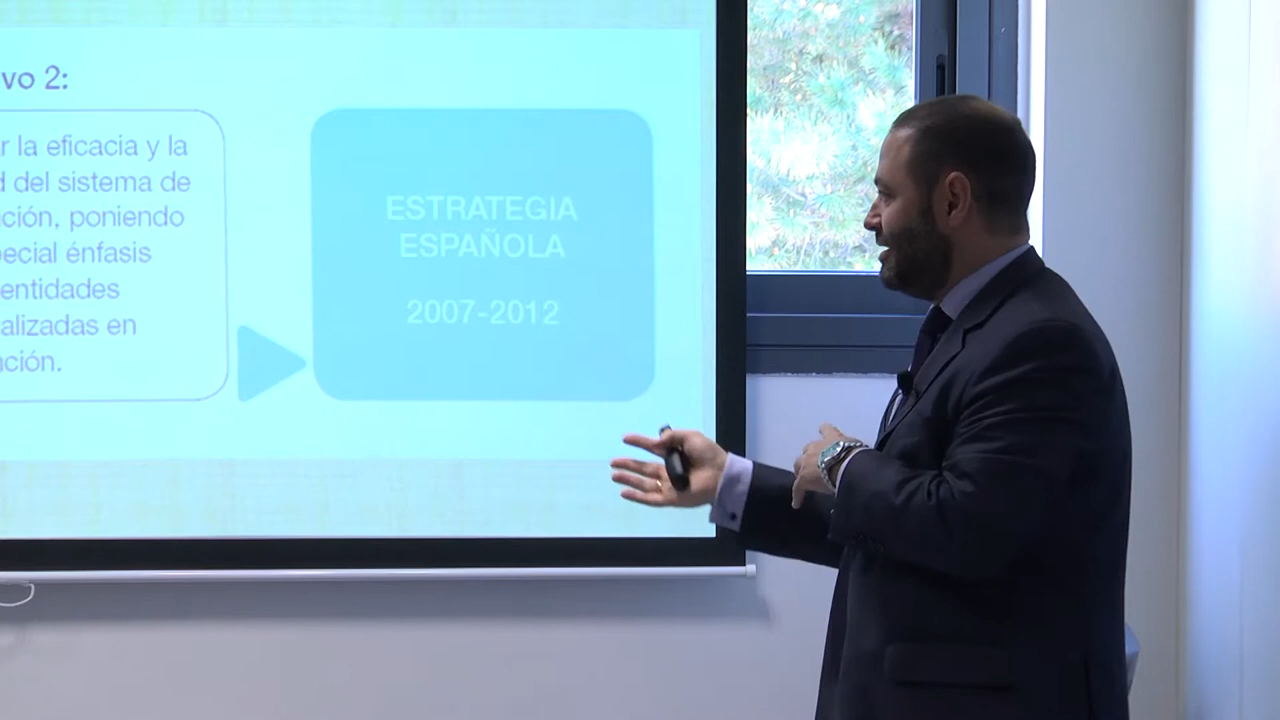 vo 2:
r la eficacia y la
d del sistema de
ción, poniendo
pecial énfasis
entidades
alizadas en
nción.
ESTRATEGIA
ESPAÑOLA
2007-2012